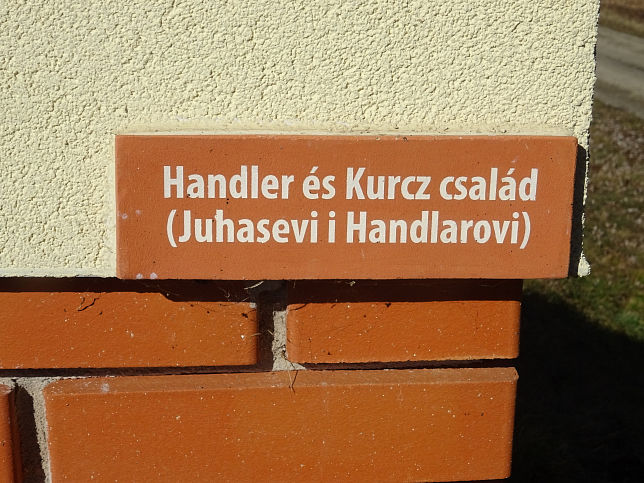 Handler és Kurcz család
(Juhasevi i Handlarovi)